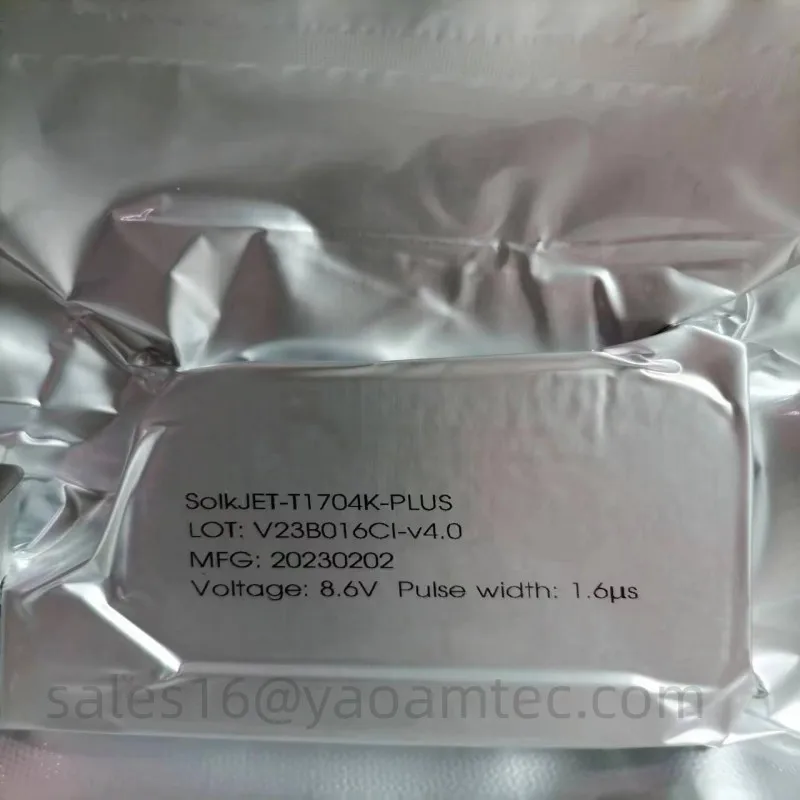 SolkJET-T1704K-PLUS
LOT: V23B016CI-v4.0
MFG: 20230202
Voltage: 8.6V Pulse width: 1.6μs
sales16@yaoamtec.com